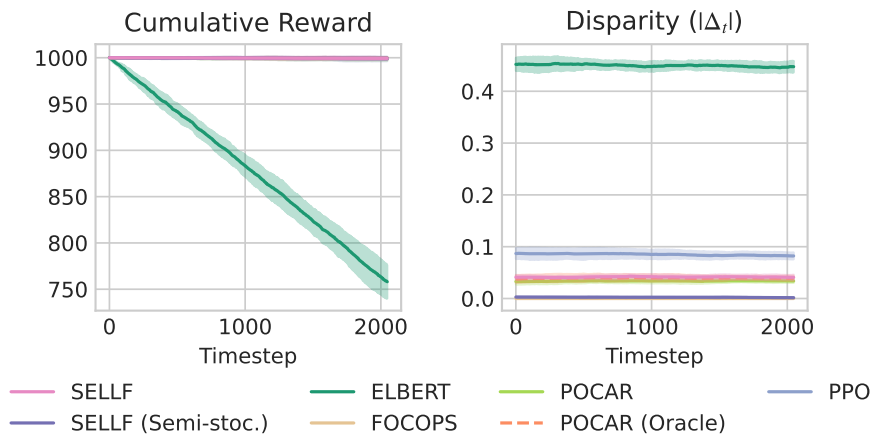 Cumulative Reward
1000
950
900
850
800
750
0 1000 2000
Timestep
Disparity (|Δt|)
0.4
0.3
0.2
0.1
0.0
0 1000 2000
Timestep
SELLF ELBERT POCAR PPO
SELLF (Semi-stoc.) FOCOPS POCAR (Oracle)